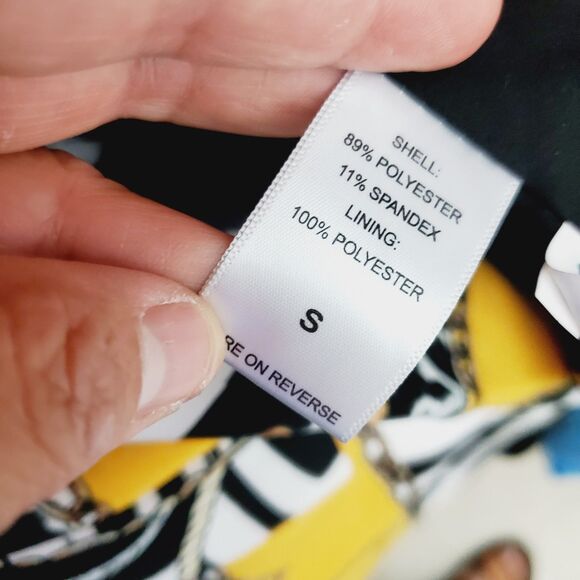 SHELL:
89% POLYESTER
11% SPANDEX
LINING:
100% POLYESTER
S
RE ON REVERSE